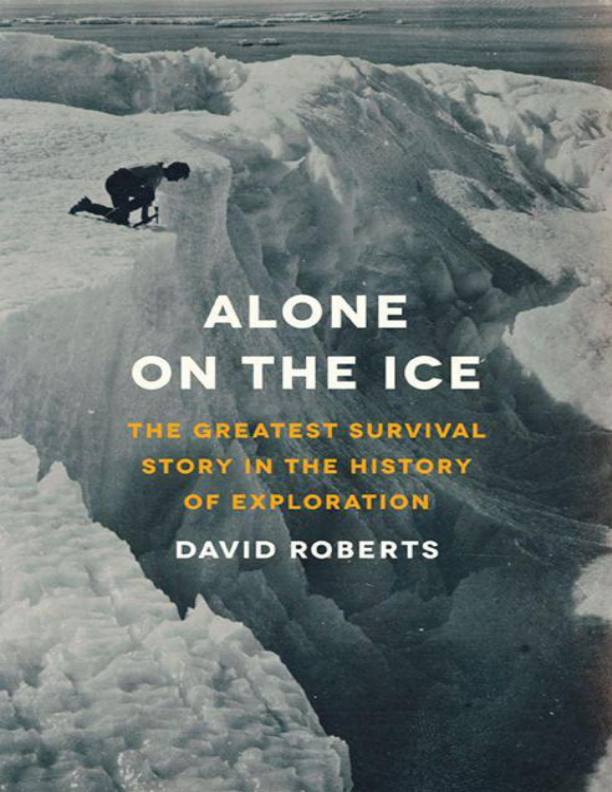 ALONE
ON THE ICE
THE GREATEST SURVIVAL
STORY IN THE HISTORY
OF EXPLORATION
DAVID ROBERTS